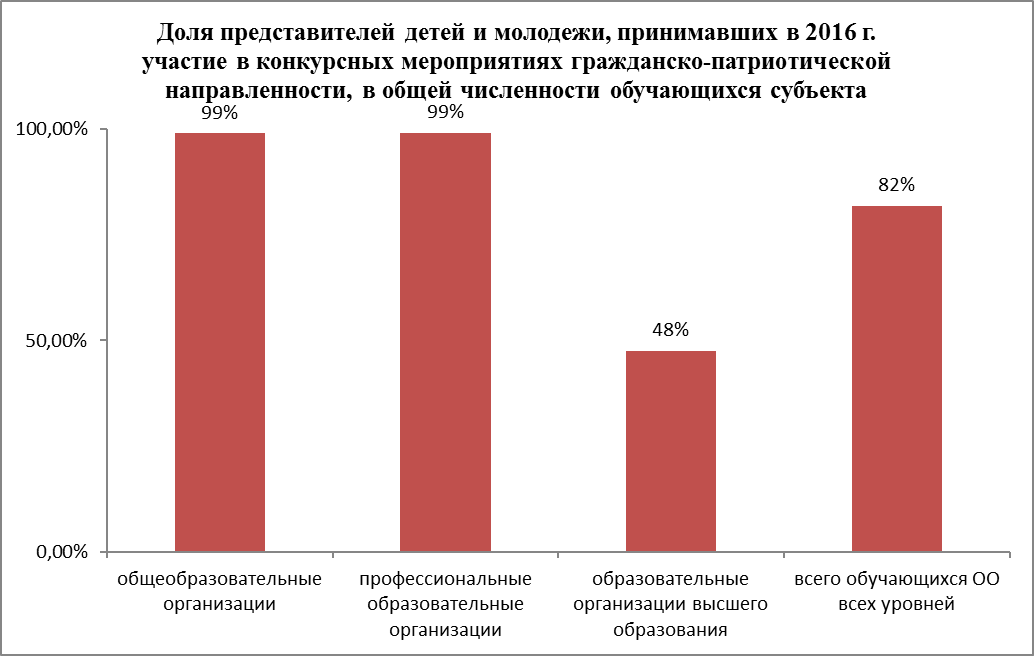 Доля представителей детей и молодежи, принимавших в 2016 г.
участие в конкурсных мероприятиях гражданско-патриотической
направленности, в общей численности обучающихся субъекта
99%
99%
100,00%
82%
50,00%
48%
0,00%
общеобразовательные
организации
профессиональные
образовательные
организации
образовательные
организации высшего
образования
всего обучающихся ОО
всех уровней